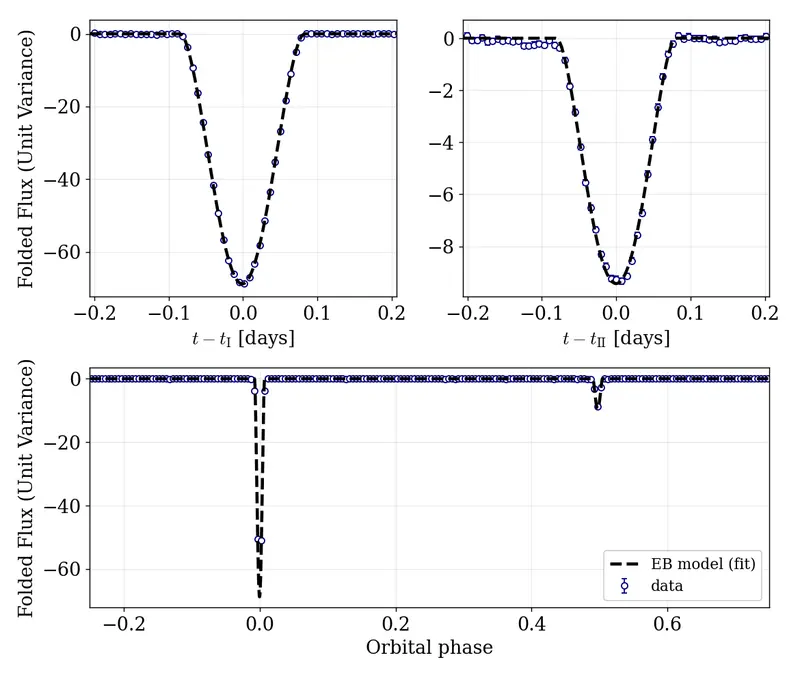 Folded Flux (Unit Variance)
0
−20
−40
−60
−0.2 −0.1 0.0 0.1 0.2
t − t_I [days]
0
−2
−4
−6
−8
−0.2 −0.1 0.0 0.1 0.2
t − t_II [days]
Folded Flux (Unit Variance)
0
−20
−40
−60
−0.2 0.0 0.2 0.4 0.6
Orbital phase
EB model (fit)
data